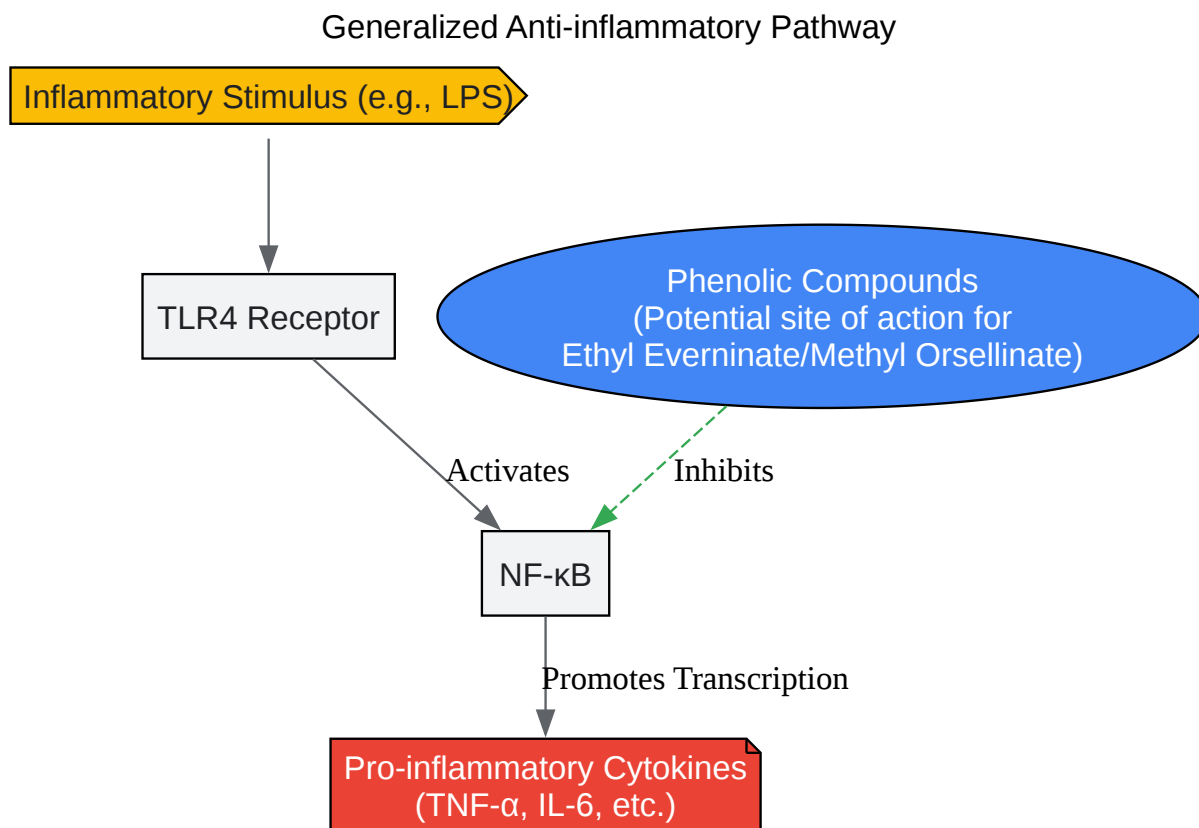 Generalized Anti-inflammatory Pathway
Inflammatory Stimulus (e.g., LPS)
TLR4 Receptor
Phenolic Compounds
(Potential site of action for
Ethyl Everninate/Methyl Orsellinate)
Activates
Inhibits
NF-κB
Promotes Transcription
Pro-inflammatory Cytokines
(TNF-α, IL-6, etc.)